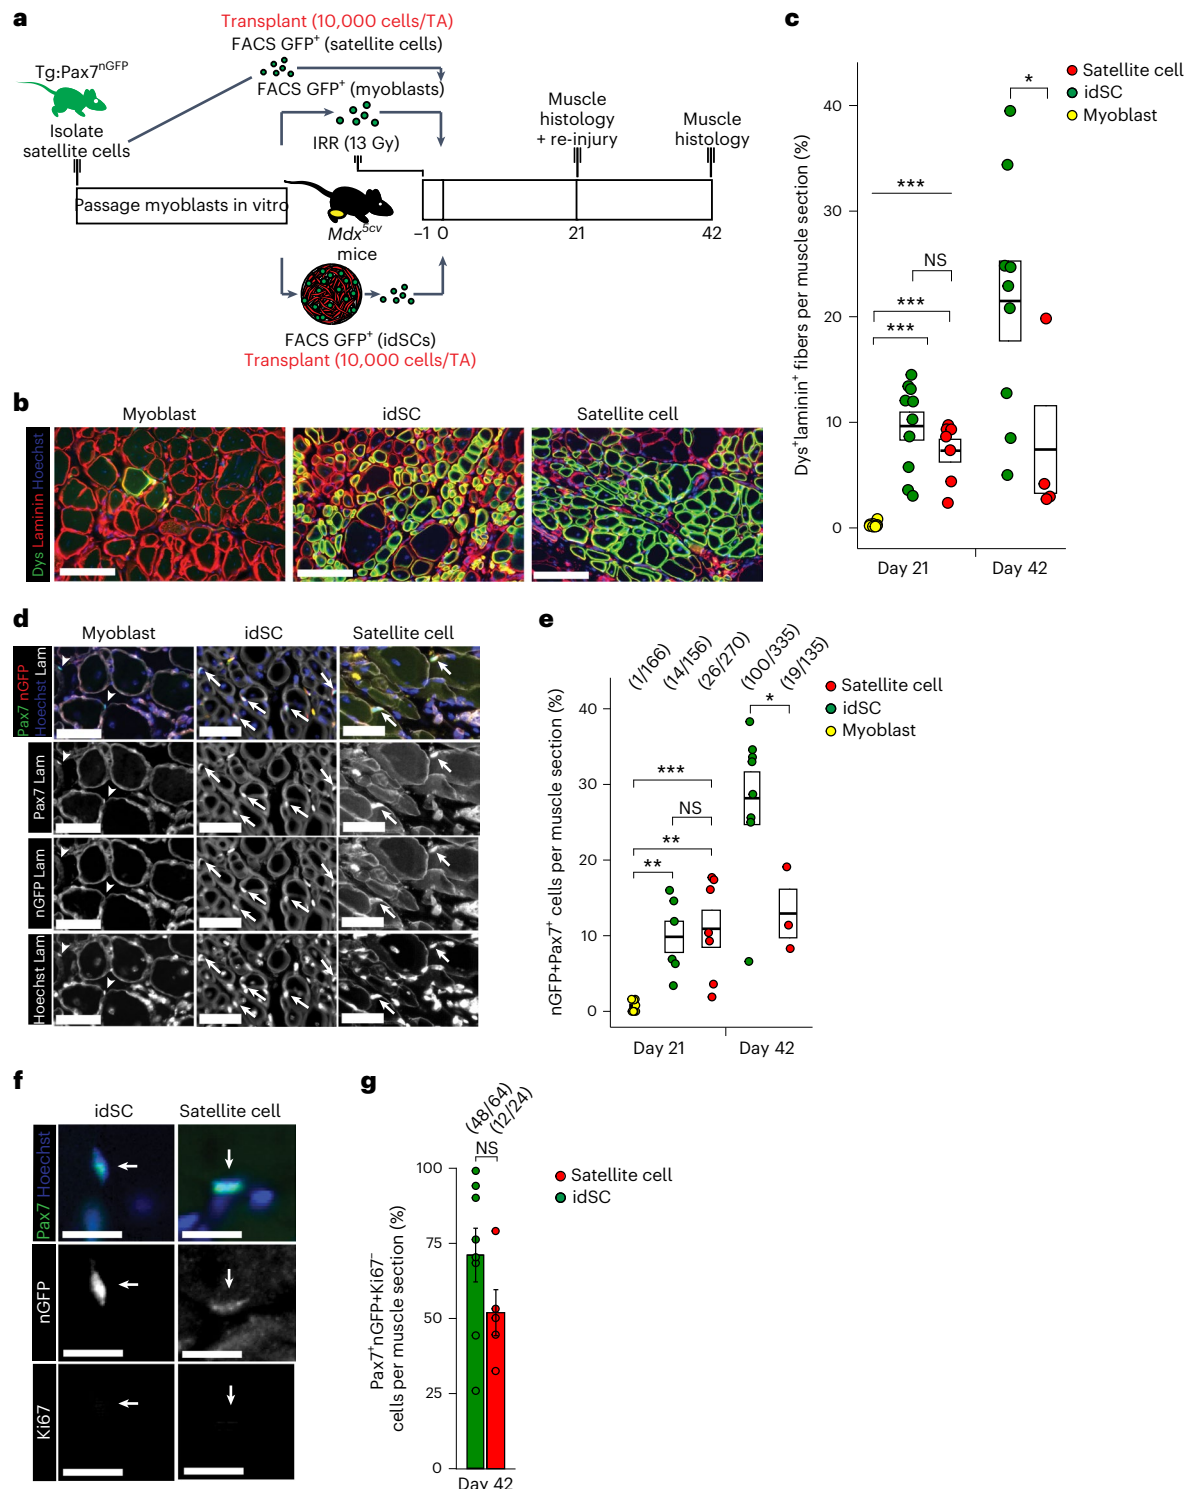 a
Transplant (10,000 cells/TA)
FACS GFP+ (satellite cells)
Tg:Pax7nGFP
FACS GFP+ (myoblasts)
Isolate
satellite cells
IRR (13 Gy)
Muscle
histology
+ re-injury
Muscle
histology
Passage myoblasts in vitro
Mdx5cv
mice
−1 0 21 42
FACS GFP+ (idSCs)
Transplant (10,000 cells/TA)
b
Myoblast idSC Satellite cell
Dys Laminin Hoechst
c
Satellite cell
idSC
Myoblast
Dys+laminin+ fibers per muscle section (%)
40
30
20
10
0
*
***
NS
***
***
Day 21 Day 42
d
Myoblast idSC Satellite cell
Pax7 nGFP
Hoechst Lam
Pax7 Lam
nGFP Lam
Hoechst Lam
e
(1/166) (14/156) (26/270) (100/335) (19/135)
Satellite cell
idSC
Myoblast
nGFP+Pax7+ cells per muscle section (%)
40
30
20
10
0
*
***
NS
**
**
Day 21 Day 42
f
idSC Satellite cell
Pax7 Hoechst
nGFP
Ki67
g
(48/64)
(12/24)
NS
Satellite cell
idSC
Pax7+nGFP+Ki67−
cells per muscle section (%)
100
75
50
25
0
Day 42